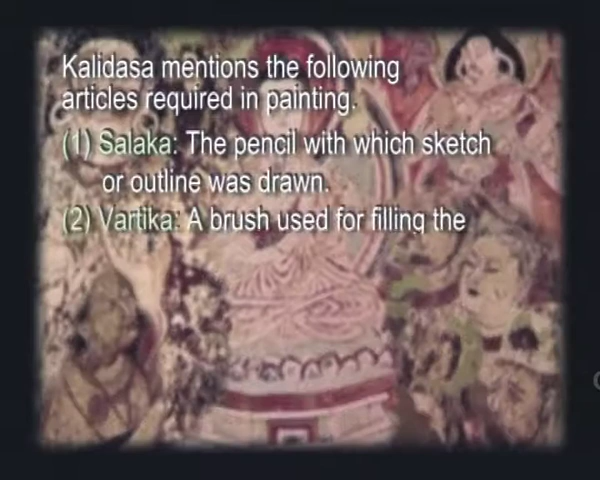 Kalidasa mentions the following
articles required in painting.
(1) Salaka: The pencil with which sketch
or outline was drawn.
(2) Vartika: A brush used for filling the